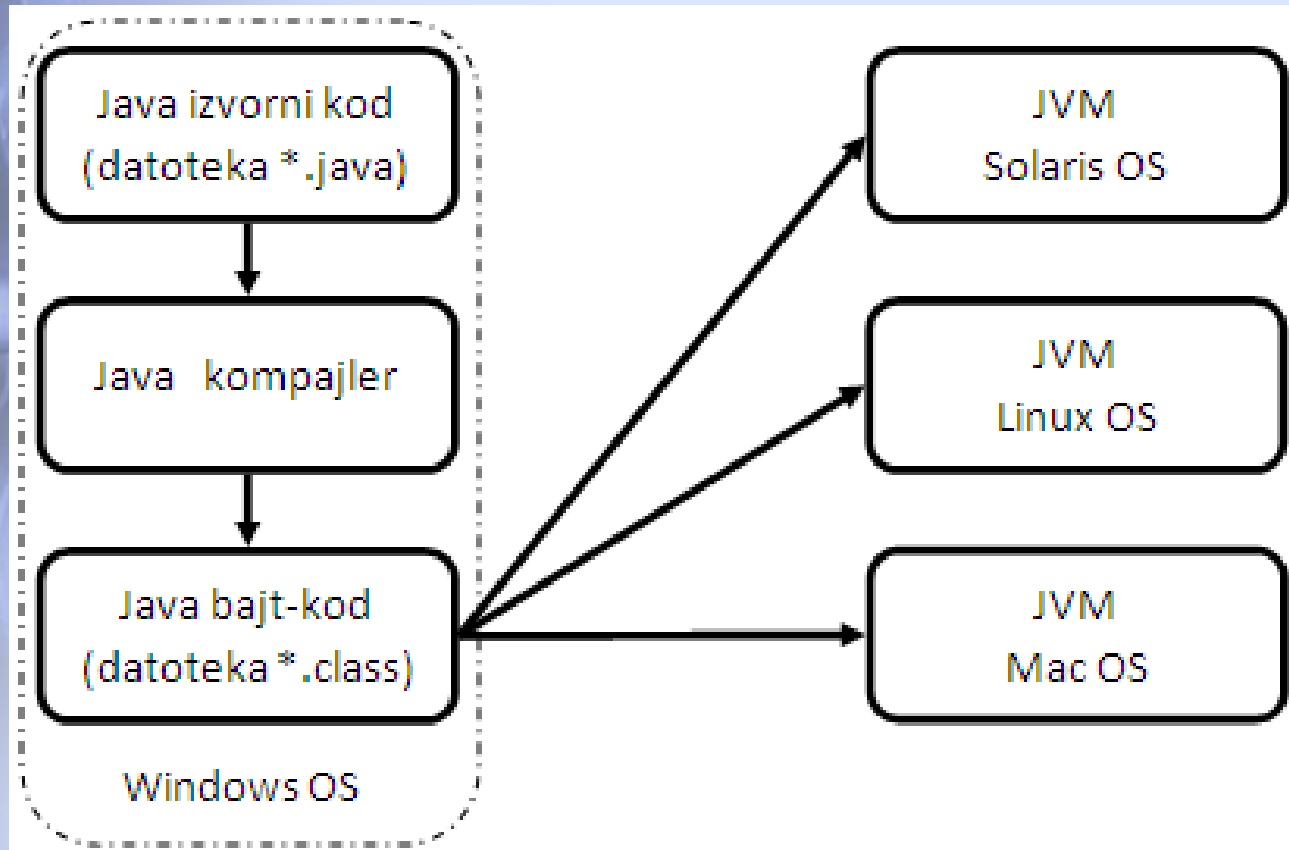 Java izvorni kod
(datoteka *.java)
Java kompajler
Java bajt-kod
(datoteka *.class)
Windows OS
JVM
Solaris OS
JVM
Linux OS
JVM
Mac OS